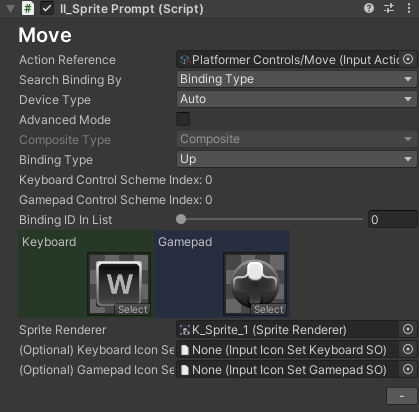 II_Sprite Prompt (Script)
Move
Action Reference Platformer Controls/Move (Input Actio
Search Binding By Binding Type
Device Type Auto
Advanced Mode
Composite Type Composite
Binding Type Up
Keyboard Control Scheme Index: 0
Gamepad Control Scheme Index: 0
Binding ID In List 0
Keyboard Gamepad
W
Select Select
Sprite Renderer K_Sprite_1 (Sprite Renderer)
(Optional) Keyboard Icon Se None (Input Icon Set Keyboard SO)
(Optional) Gamepad Icon Se None (Input Icon Set Gamepad SO)
-